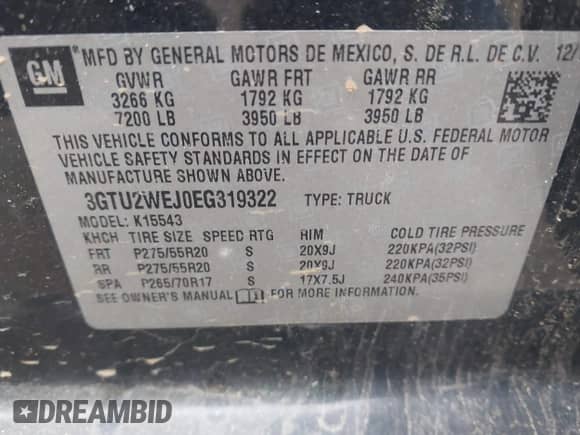 GM
MFD BY GENERAL MOTORS DE MEXICO, S. DE R.L. DE C.V. 12/
GVWR GAWR FRT GAWR RR
3266 KG 1792 KG 1792 KG
7200 LB 3950 LB 3950 LB
THIS VEHICLE CONFORMS TO ALL APPLICABLE U.S. FEDERAL MOTOR
VEHICLE SAFETY STANDARDS IN EFFECT ON THE DATE OF
MANUFACTURE SHOWN ABOVE.
3GTU2WEJ0EG319322 TYPE: TRUCK
MODEL: K15543
KHCH TIRE SIZE SPEED RTG RIM COLD TIRE PRESSURE
FRT P275/55R20 S 20X9J 220KPA(32PSI)
RR P275/55R20 S 20X9J 220KPA(32PSI)
SPA P265/70R17 S 17X7.5J 240KPA(35PSI)
SEE OWNER'S MANUAL FOR MORE INFORMATION.
DREAMBID